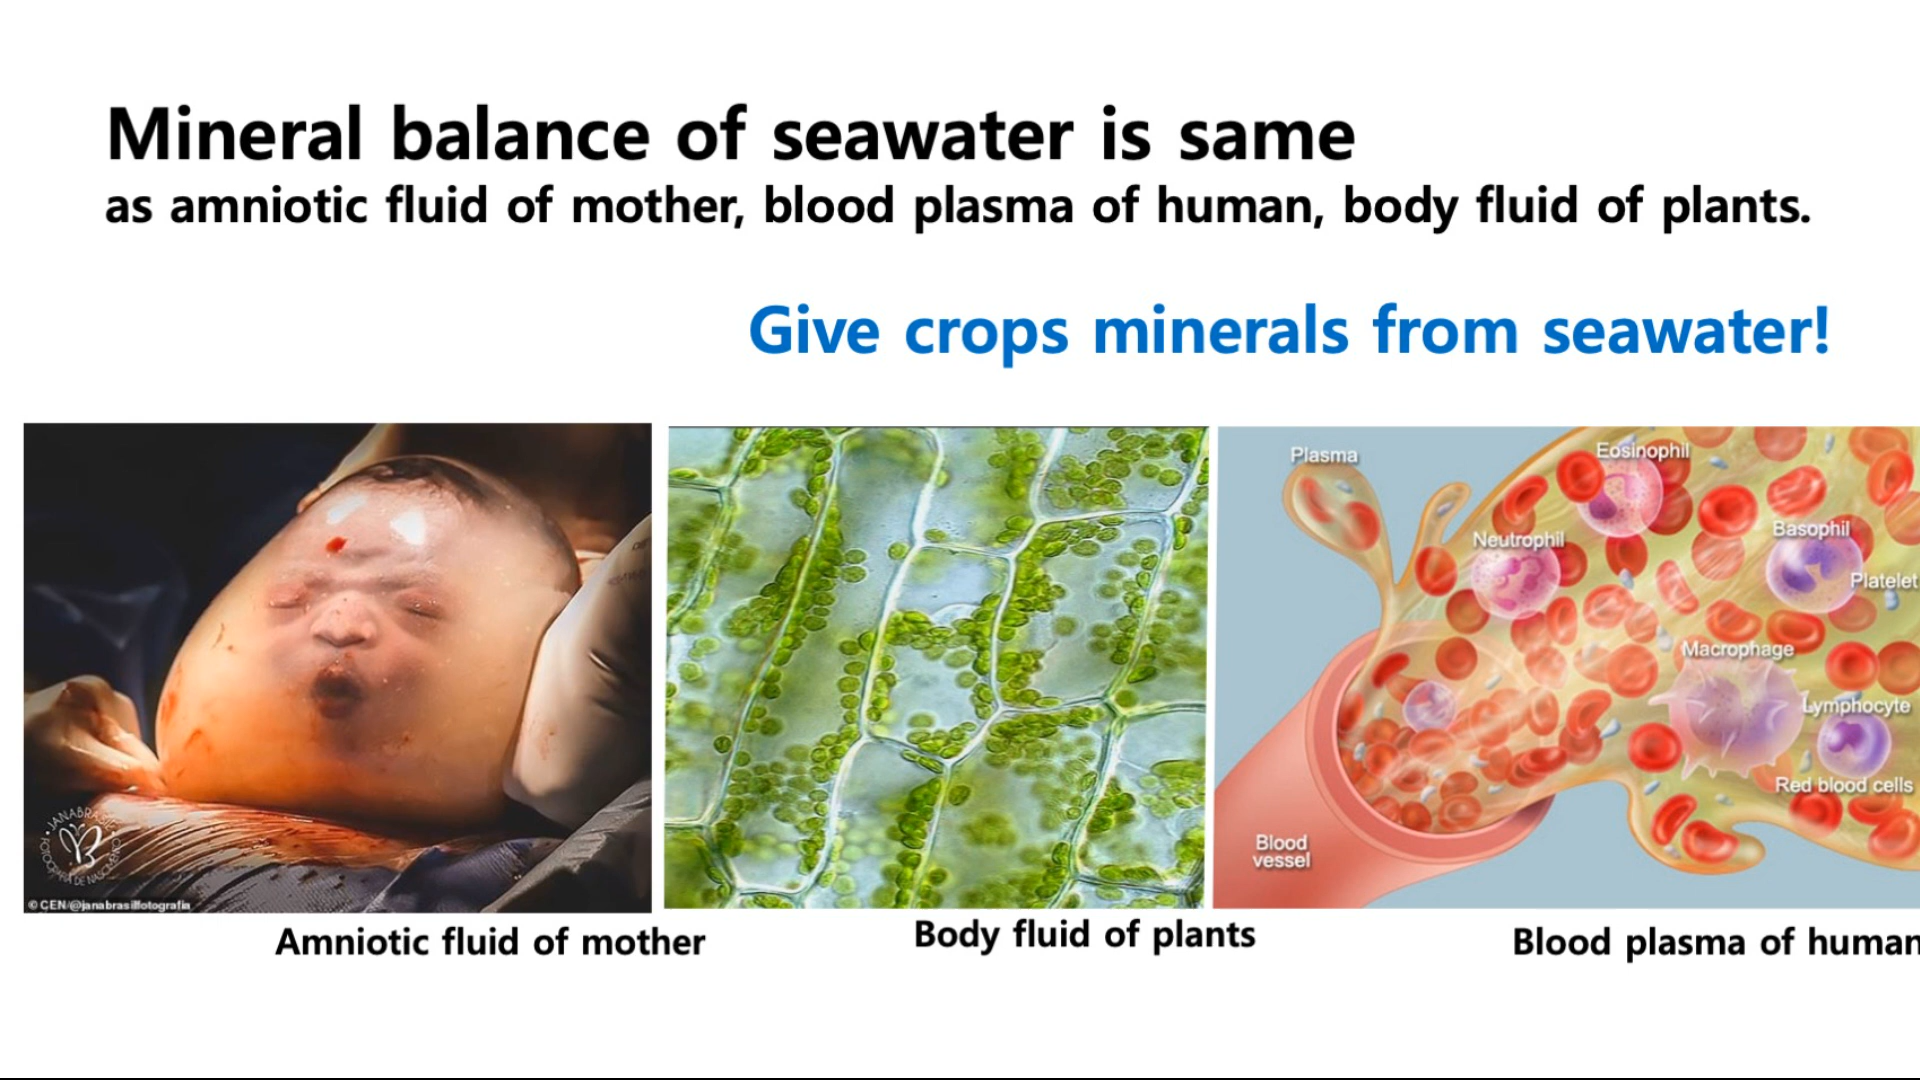 Mineral balance of seawater is same
as amniotic fluid of mother, blood plasma of human, body fluid of plants.
Give crops minerals from seawater!
Plasma
Eosinophil
Neutrophil
Basophil
Platelet
Macrophage
Lymphocyte
Red blood cells
Blood
vessel
© CEN/@janabrasilfotografia
Amniotic fluid of mother
Body fluid of plants
Blood plasma of human